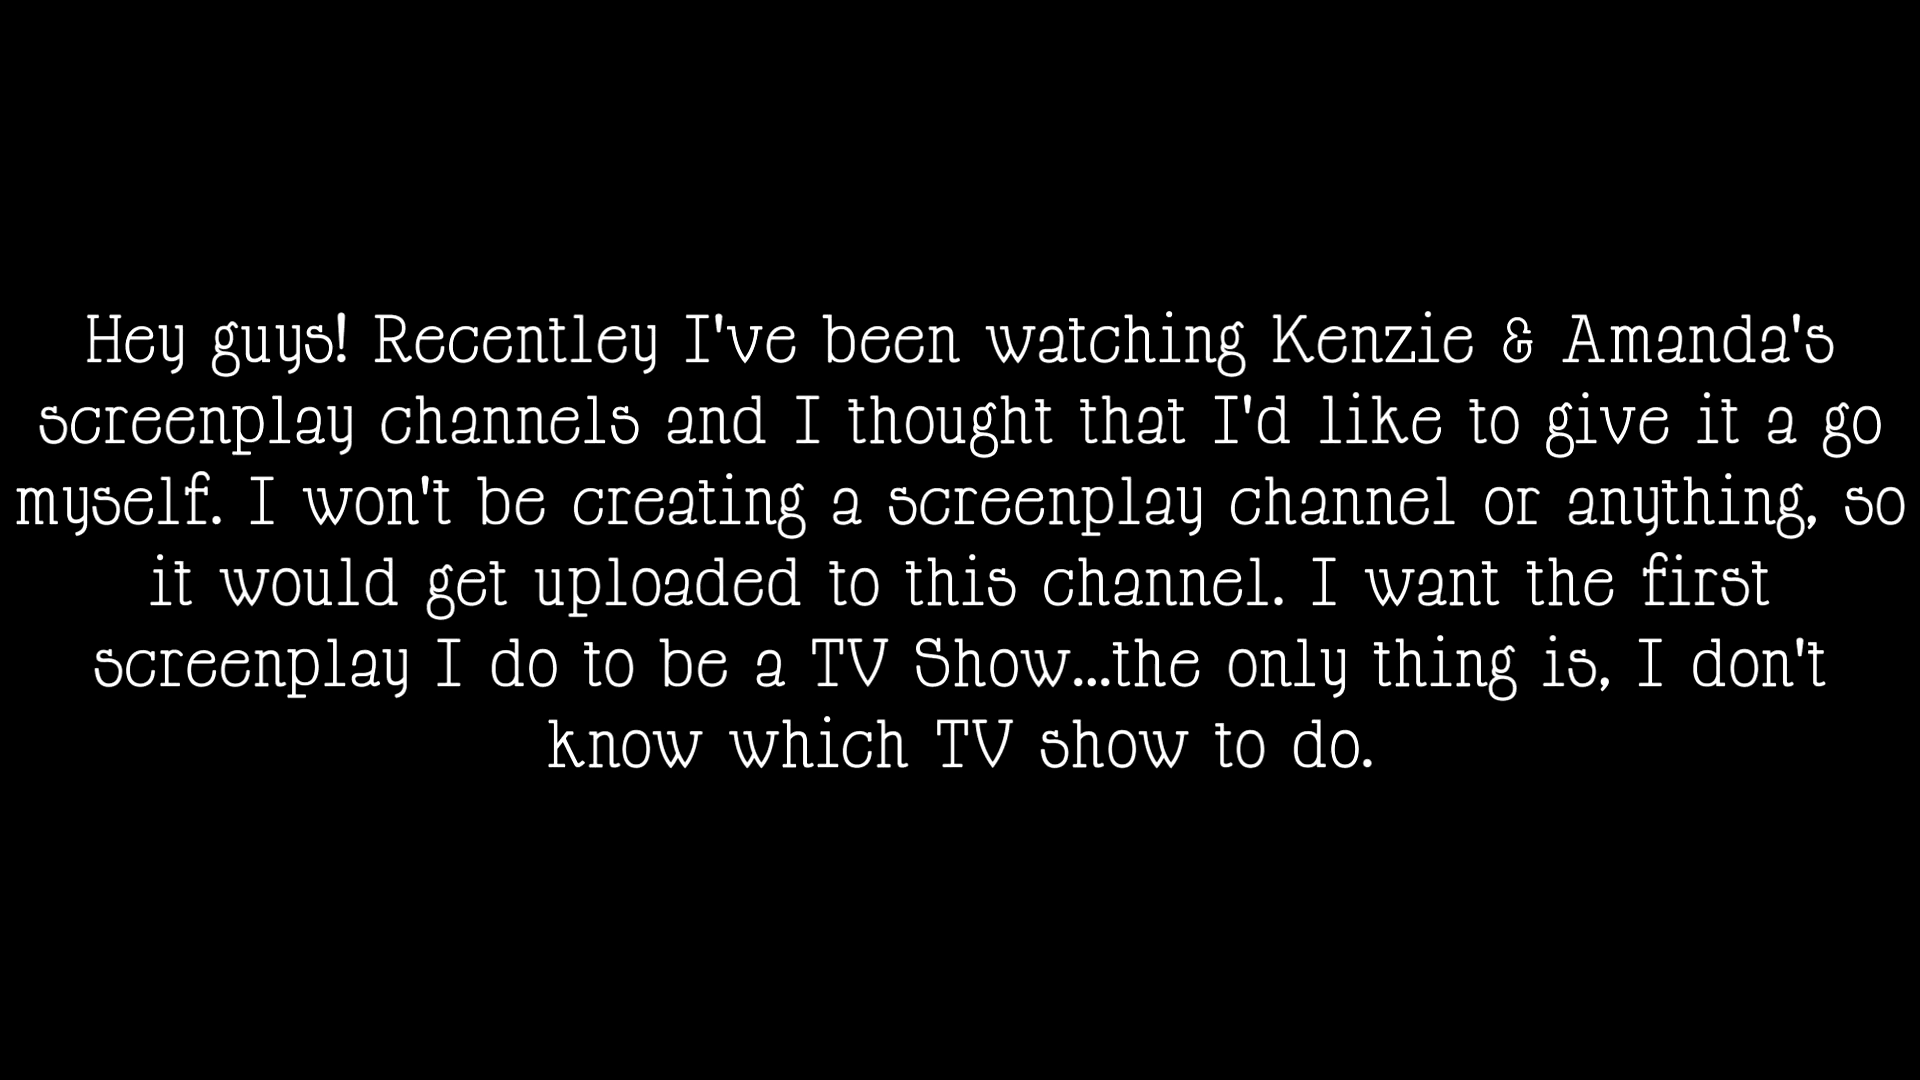 Hey guys! Recentley I've been watching Kenzie & Amanda's
screenplay channels and I thought that I'd like to give it a go
myself. I won't be creating a screenplay channel or anything, so
it would get uploaded to this channel. I want the first
screenplay I do to be a TV Show...the only thing is, I don't
know which TV show to do.